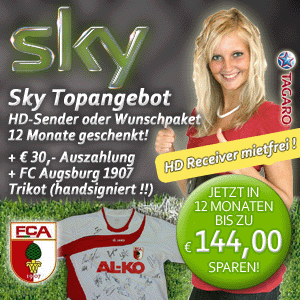 sky
TAGARO
Sky Topangebot
HD-Sender oder Wunschpaket
12 Monate geschenkt!
+ € 30,- Auszahlung
+ FC Augsburg 1907
Trikot (handsigniert !!)
HD Receiver mietfrei !
JETZT IN
12 MONATEN
BIS ZU
€ 144,00
SPAREN!
FCA
1907
AL-KO